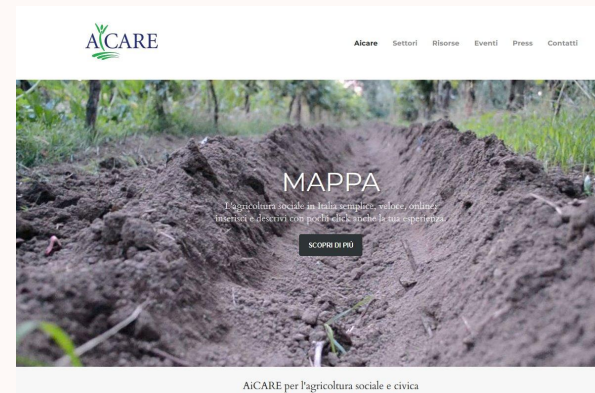 AiCARE
Aicare Settori Risorse Eventi Press Contatti
MAPPA
L'agricoltura sociale in Italia semplice, veloce, online:
inserisci e descrivi con pochi click anche la tua esperienza.
SCOPRI DI PIÚ
AiCARE per l'agricoltura sociale e civica